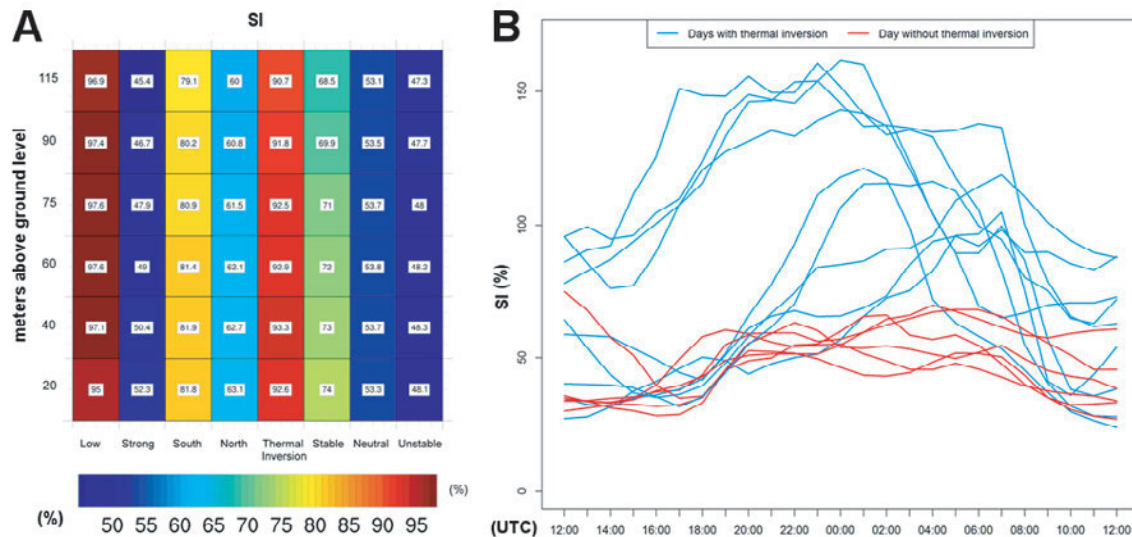 A
SI
115 96.9 45.4 79.1 60 90.7 68.5 53.1 47.3
90 97.4 46.7 80.2 60.8 91.8 69.9 53.5 47.7
75 97.6 47.9 80.9 61.5 92.5 71 53.7 48
60 97.6 49 81.4 62.1 92.9 72 53.8 48.2
40 97.1 50.4 81.9 62.7 93.3 73 53.7 48.3
20 95 52.3 81.8 63.1 92.6 74 53.3 48.1
meters above ground level
Low Strong South North Thermal Inversion Stable Neutral Unstable
(%)
(%) 50 55 60 65 70 75 80 85 90 95
B
Days with thermal inversion Day without thermal inversion
SI (%)
150
100
50
0
(UTC) 12:00 14:00 16:00 18:00 20:00 22:00 00:00 02:00 04:00 06:00 08:00 10:00 12:00